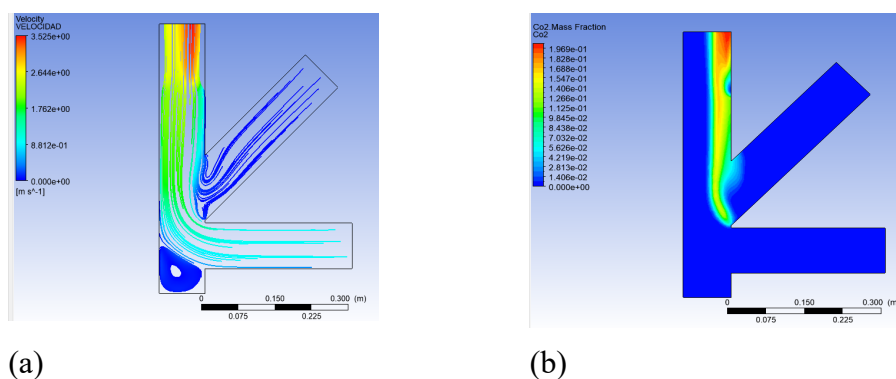 Velocity
VELOCIDAD
3.525e+00
2.644e+00
1.762e+00
8.812e-01
0.000e+00
[m s^-1]
0 0.150 0.300 (m)
0.075 0.225
(a)
Co2.Mass Fraction
Co2
1.969e-01
1.828e-01
1.688e-01
1.547e-01
1.406e-01
1.266e-01
1.125e-01
9.845e-02
8.438e-02
7.032e-02
5.626e-02
4.219e-02
2.813e-02
1.406e-02
0.000e+00
0 0.150 0.300 (m)
0.075 0.225
(b)